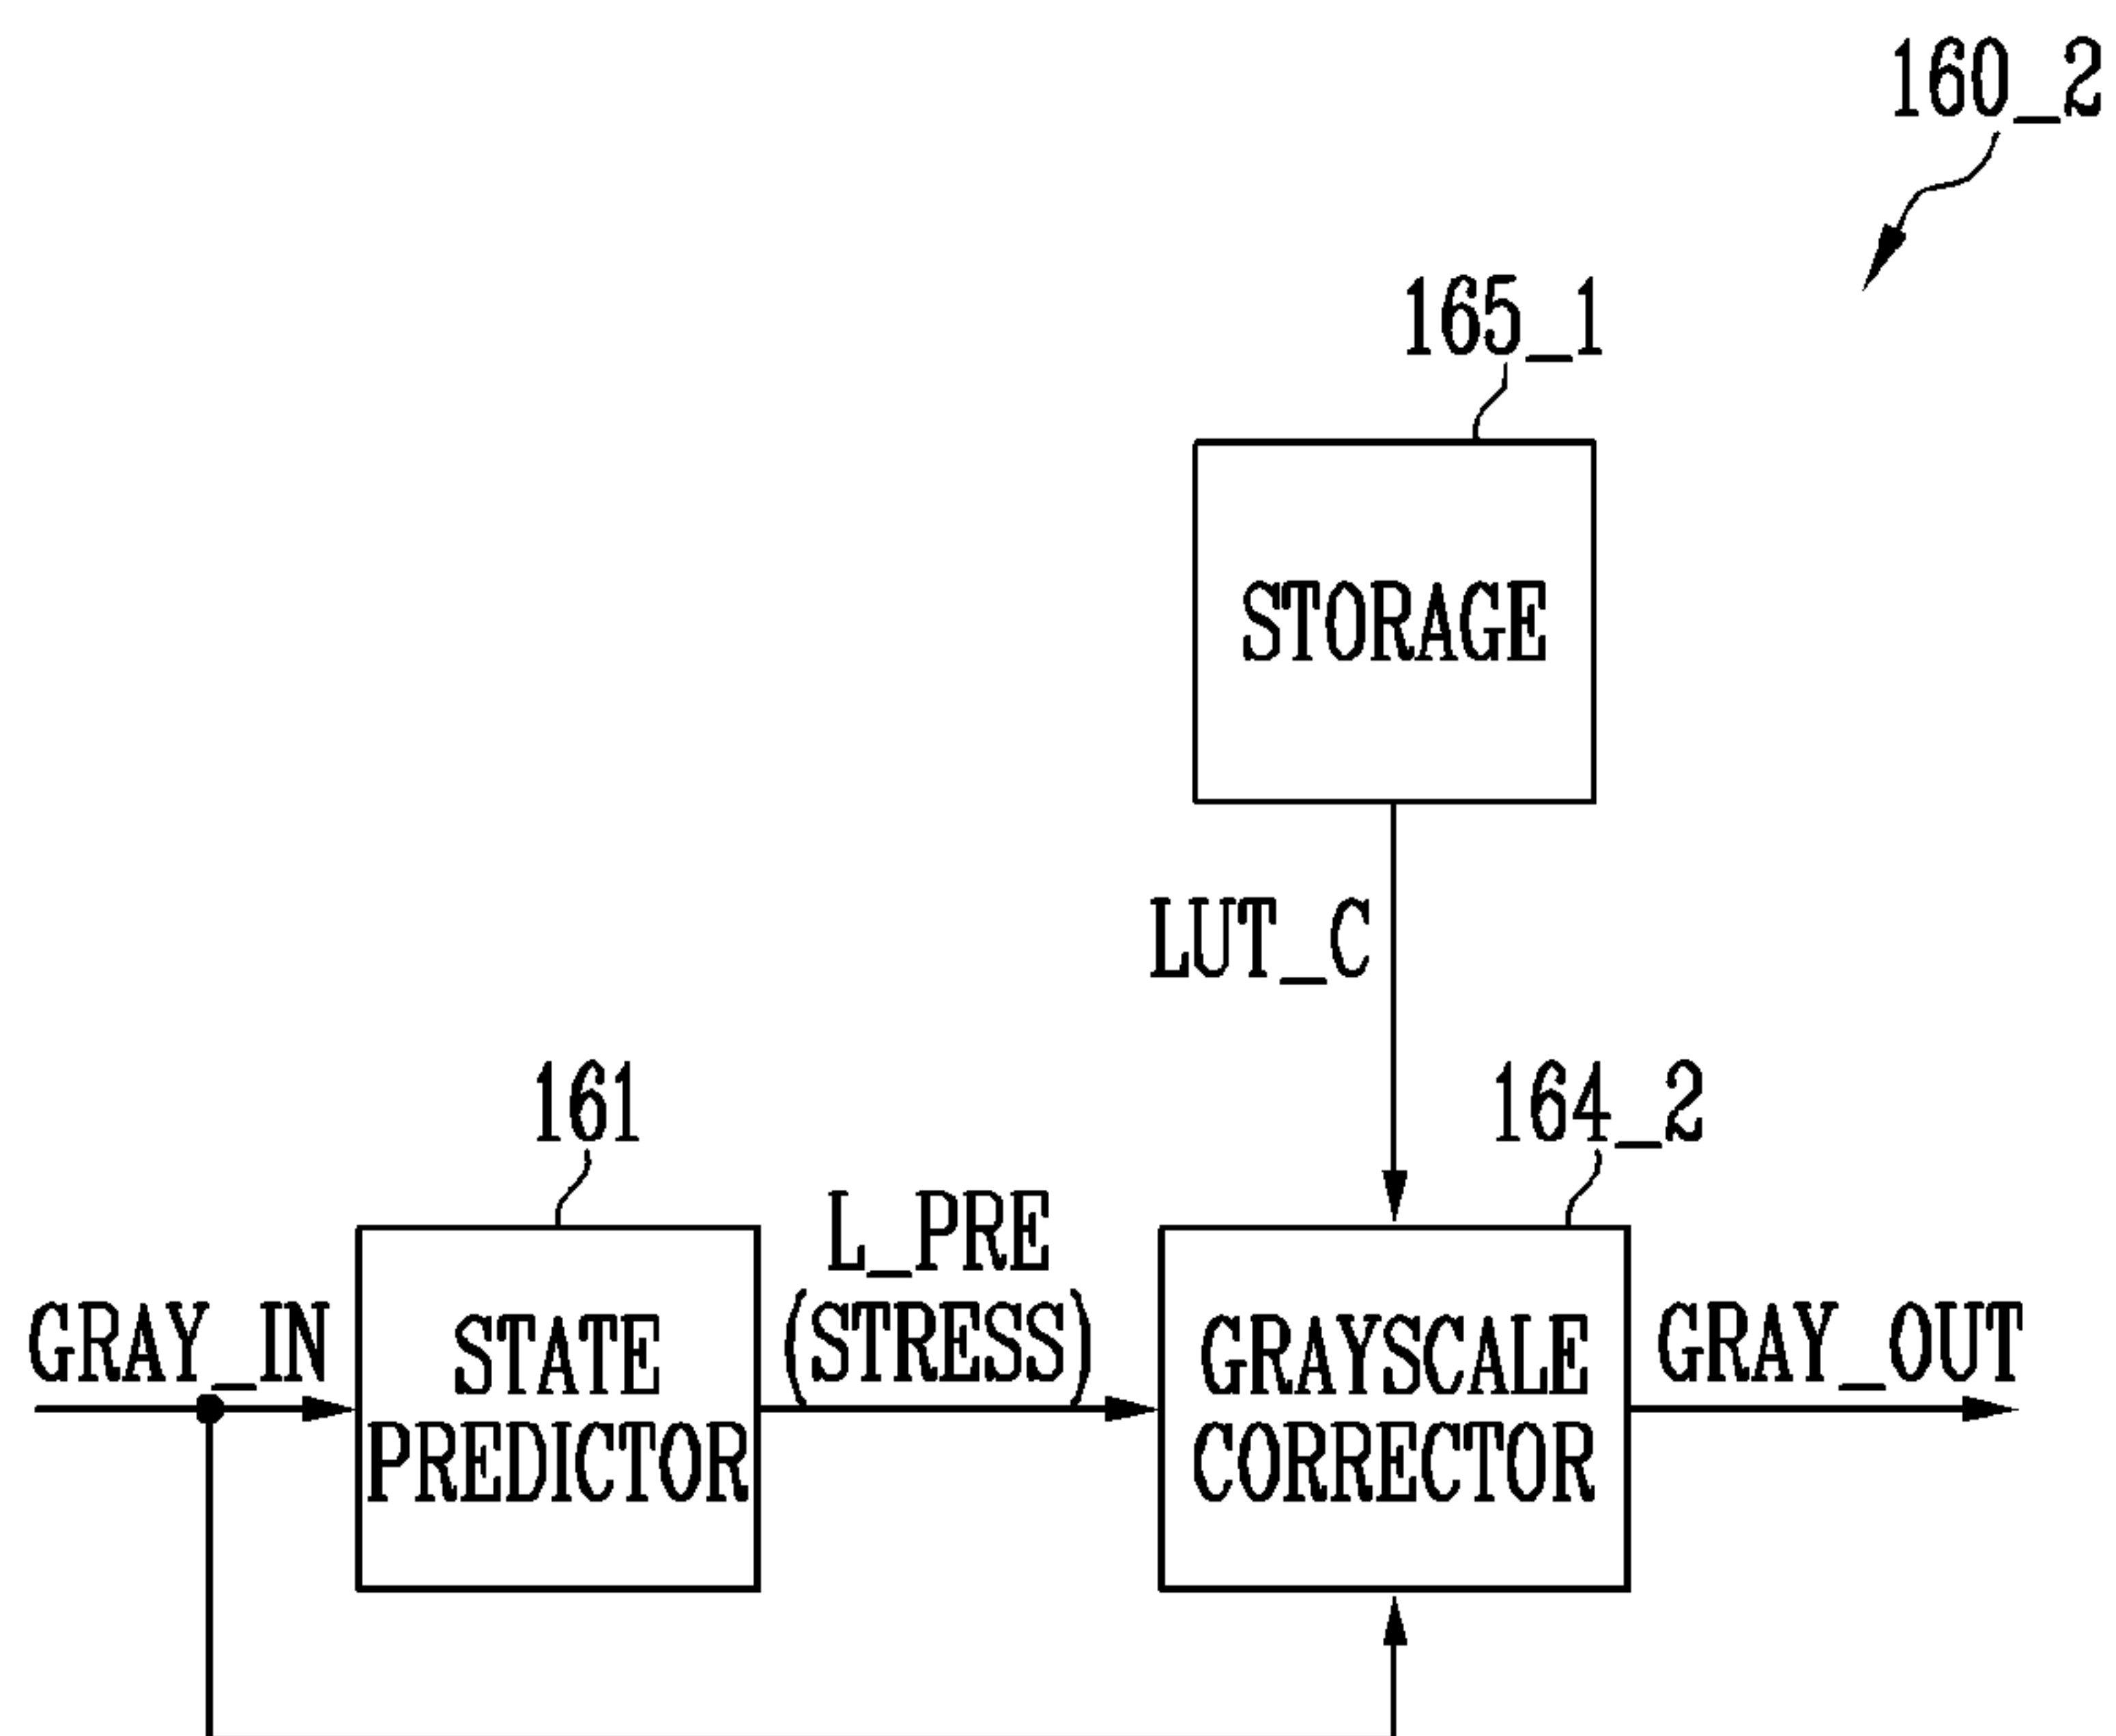 160_2
165_1
STORAGE
LUT_C
161
164_2
L_PRE
(STRESS)
GRAY_IN
STATE
PREDICTOR
GRAYSCALE
CORRECTOR
GRAY_OUT